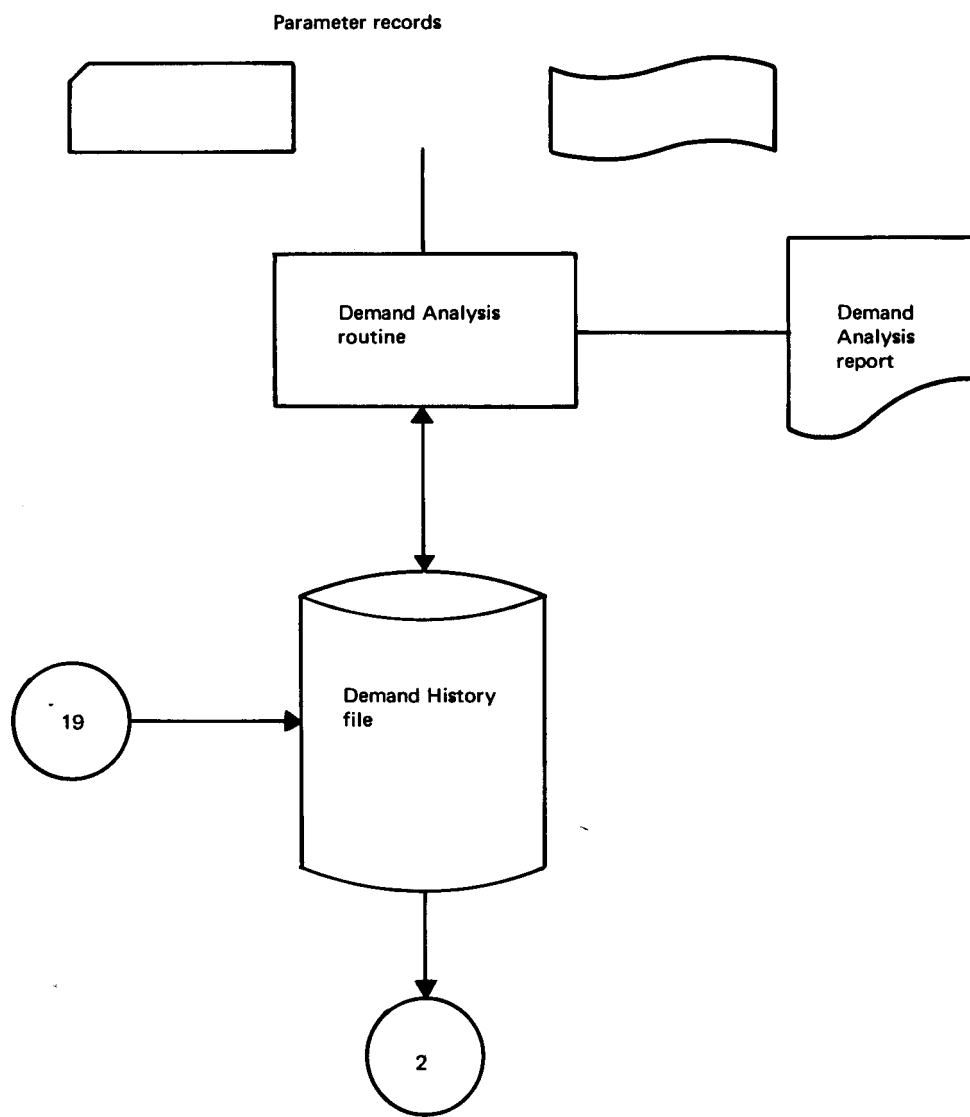 Parameter records
Demand Analysis
routine
Demand
Analysis
report
Demand History
file
19
2